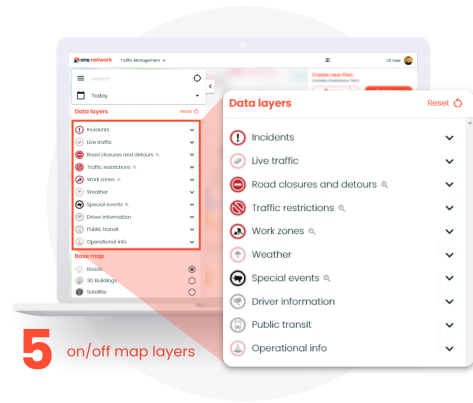 one.network
Traffic Management
US User
Search
Today
Create new Plan
Data layers
Reset
Incidents
Live traffic
Road closures and detours
Traffic restrictions
Work zones
Weather
Special events
Driver information
Public transit
Operational info
Base map
Roads
3D Buildings
Satellite
Data layers
Reset
Incidents
Live traffic
Road closures and detours
Traffic restrictions
Work zones
Weather
Special events
Driver information
Public transit
Operational info
5 on/off map layers